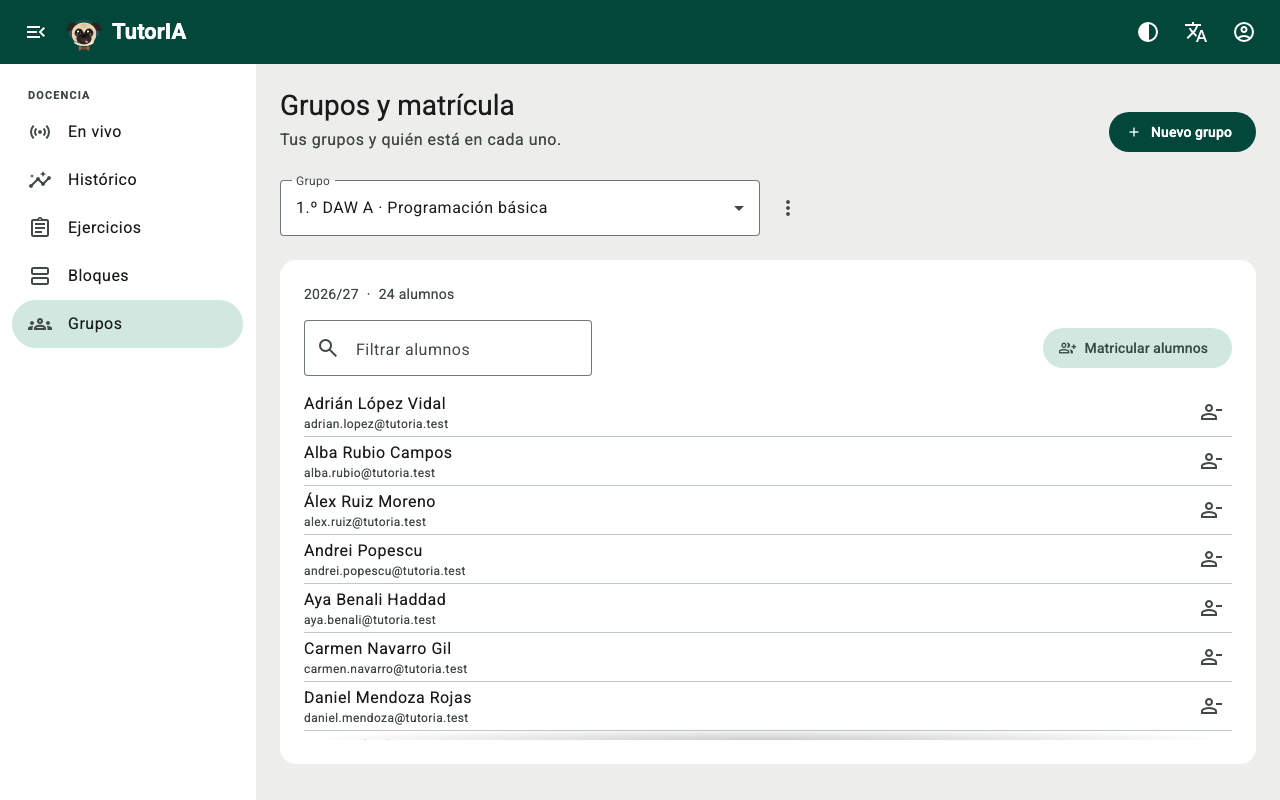 TutorIA
DOCENCIA
En vivo
Histórico
Ejercicios
Bloques
Grupos
Grupos y matrícula
Tus grupos y quién está en cada uno.
Nuevo grupo
Grupo
1.º DAW A · Programación básica
2026/27 · 24 alumnos
Filtrar alumnos
Matricular alumnos
Adrián López Vidal
adrian.lopez@tutoria.test
Alba Rubio Campos
alba.rubio@tutoria.test
Álex Ruiz Moreno
alex.ruiz@tutoria.test
Andrei Popescu
andrei.popescu@tutoria.test
Aya Benali Haddad
aya.benali@tutoria.test
Carmen Navarro Gil
carmen.navarro@tutoria.test
Daniel Mendoza Rojas
daniel.mendoza@tutoria.test